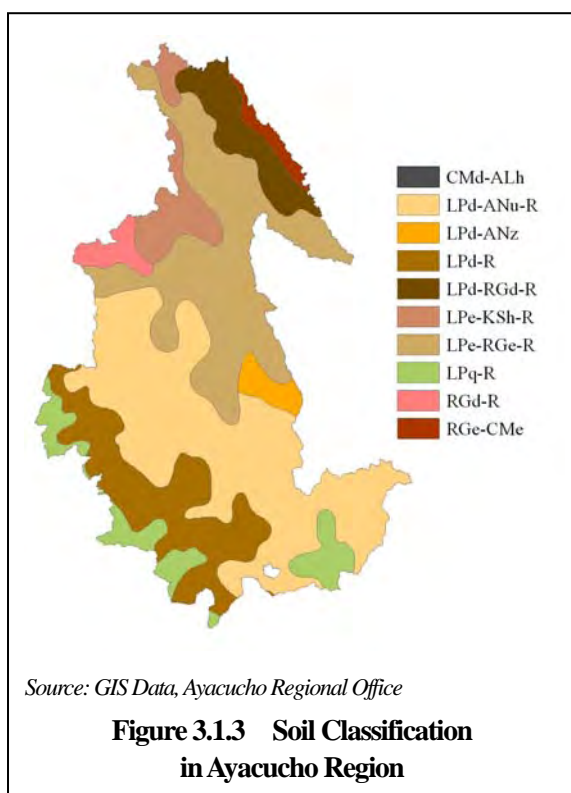 CMd-ALh
LPd-ANu-R
LPd-ANz
LPd-R
LPd-RGd-R
LPe-KSh-R
LPe-RGe-R
LPq-R
RGd-R
RGe-CMe
Source: GIS Data, Ayacucho Regional Office
Figure 3.1.3 Soil Classification
in Ayacucho Region